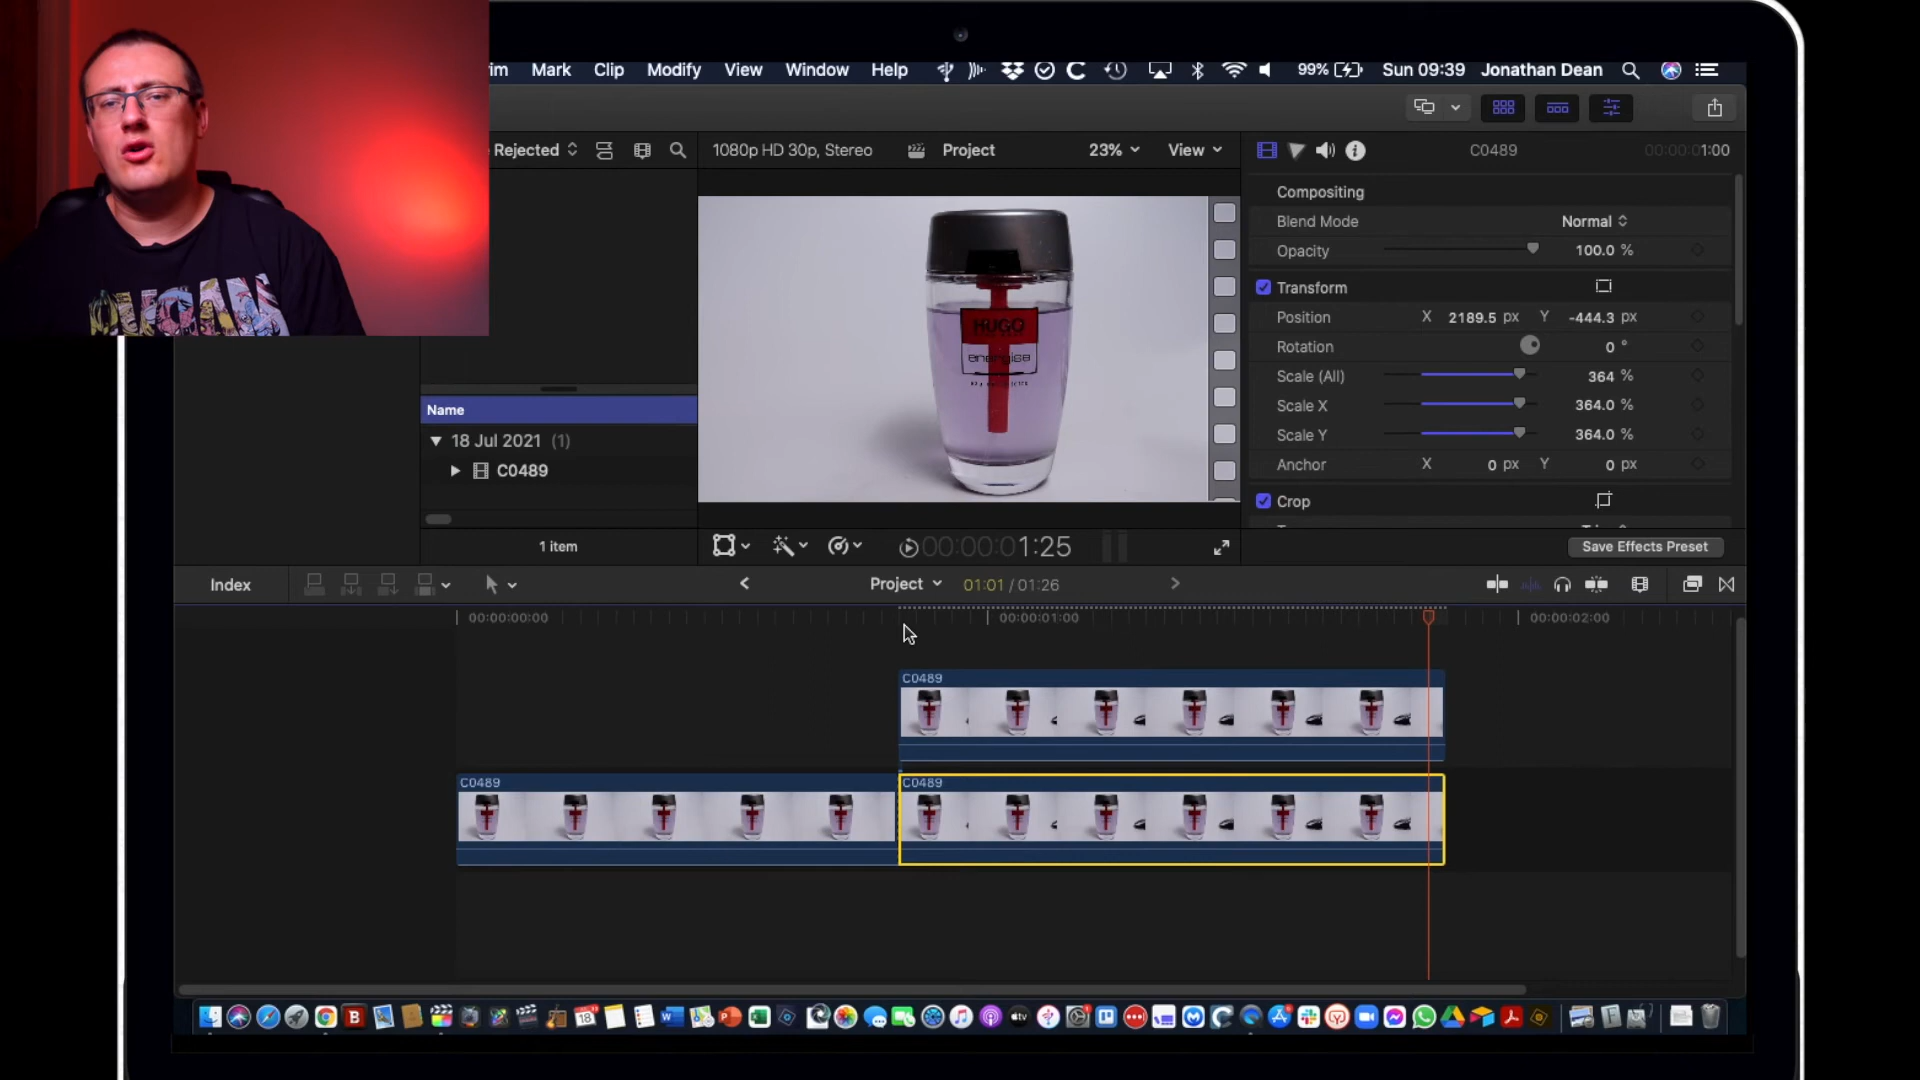 im Mark Clip Modify View Window Help 99% Sun 09:39 Jonathan Dean
Rejected 1080p HD 30p, Stereo Project 23% View C0489 00:00:01:00
Compositing
Blend Mode Normal
Opacity 100.0 %
Transform
Position X 2189.5 px Y -444.3 px
Rotation 0 °
Scale (All) 364 %
Scale X 364.0 %
Scale Y 364.0 %
Anchor X 0 px Y 0 px
Crop
HUGO
energise
Name
18 Jul 2021 (1)
C0489
1 item 00:00:01:25 Save Effects Preset
Index Project 01:01 / 01:26
00:00:00:00 00:00:01:00 00:00:02:00
C0489
C0489 C0489